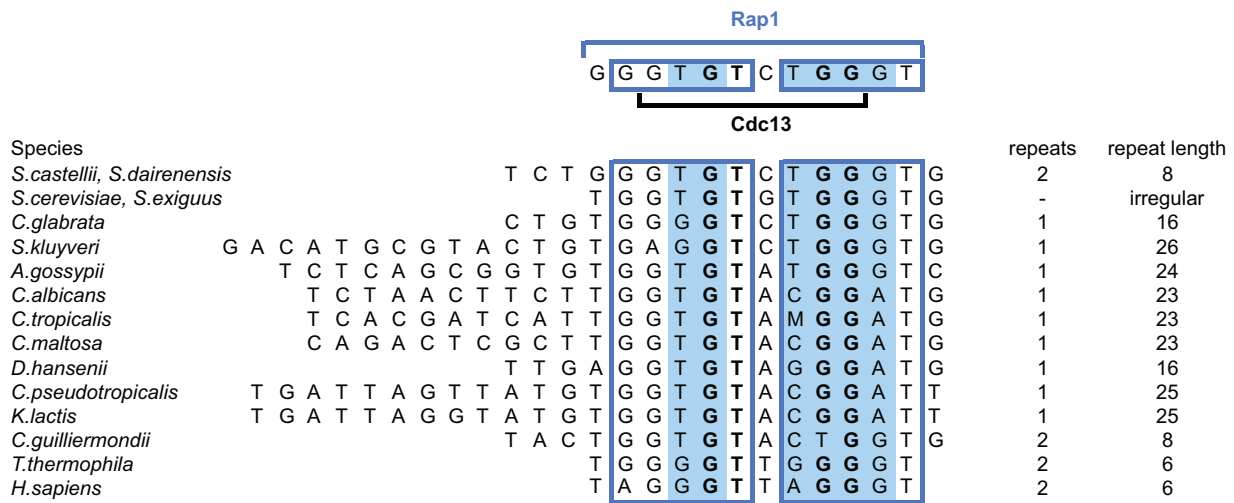 Rap1
G G G T G T C T G G G T
Cdc13
Species repeats repeat length
S.castellii, S.dairenensis T C T G G G T G T C T G G G T G 2 8
S.cerevisiae, S.exiguus T G G T G T G T G G G T G - irregular
C.glabrata C T G T G G G G T C T G G G T G 1 16
S.kluyveri G A C A T G C G T A C T G T G A G G T C T G G G T G 1 26
A.gossypii T C T C A G C G G T G T G G T G T A T G G G T C 1 24
C.albicans T C T A A C T T C T T G G T G T A C G G A T G 1 23
C.tropicalis T C A C G A T C A T T G G T G T A M G G A T G 1 23
C.maltosa C A G A C T C G C T T G G T G T A C G G A T G 1 23
D.hansenii T T G A G G T G T A G G G A T G 1 16
C.pseudotropicalis T G A T T A G T T A T G T G G T G T A C G G A T T 1 25
K.lactis T G A T T A G G T A T G T G G T G T A C G G A T T 1 25
C.guilliermondii T A C T G G T G T A C T G G T G 2 8
T.thermophila T G G G G T T G G G G T 2 6
H.sapiens T A G G G T T A G G G T 2 6